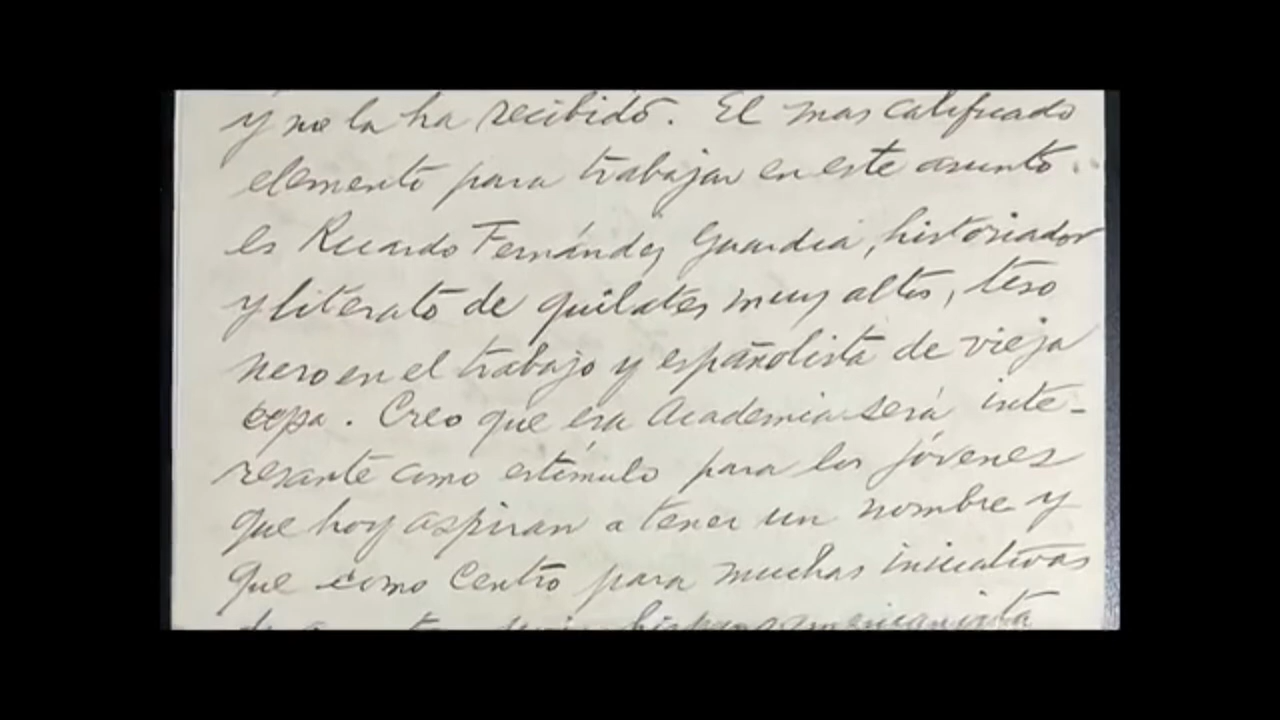 y no la ha recibido. El mas calificado
elemento para trabajar en este asunto
es Ricardo Fernández Guardia, historiador
y literato de quilates muy altos, teso
nero en el trabajo y españolista de vieja
cepa. Creo que esa Academia será inte-
resante como estímulo para los jóvenes
que hoy aspiran a tener un nombre y
que como Centro para muchas iniciativas
hispanoamericanista